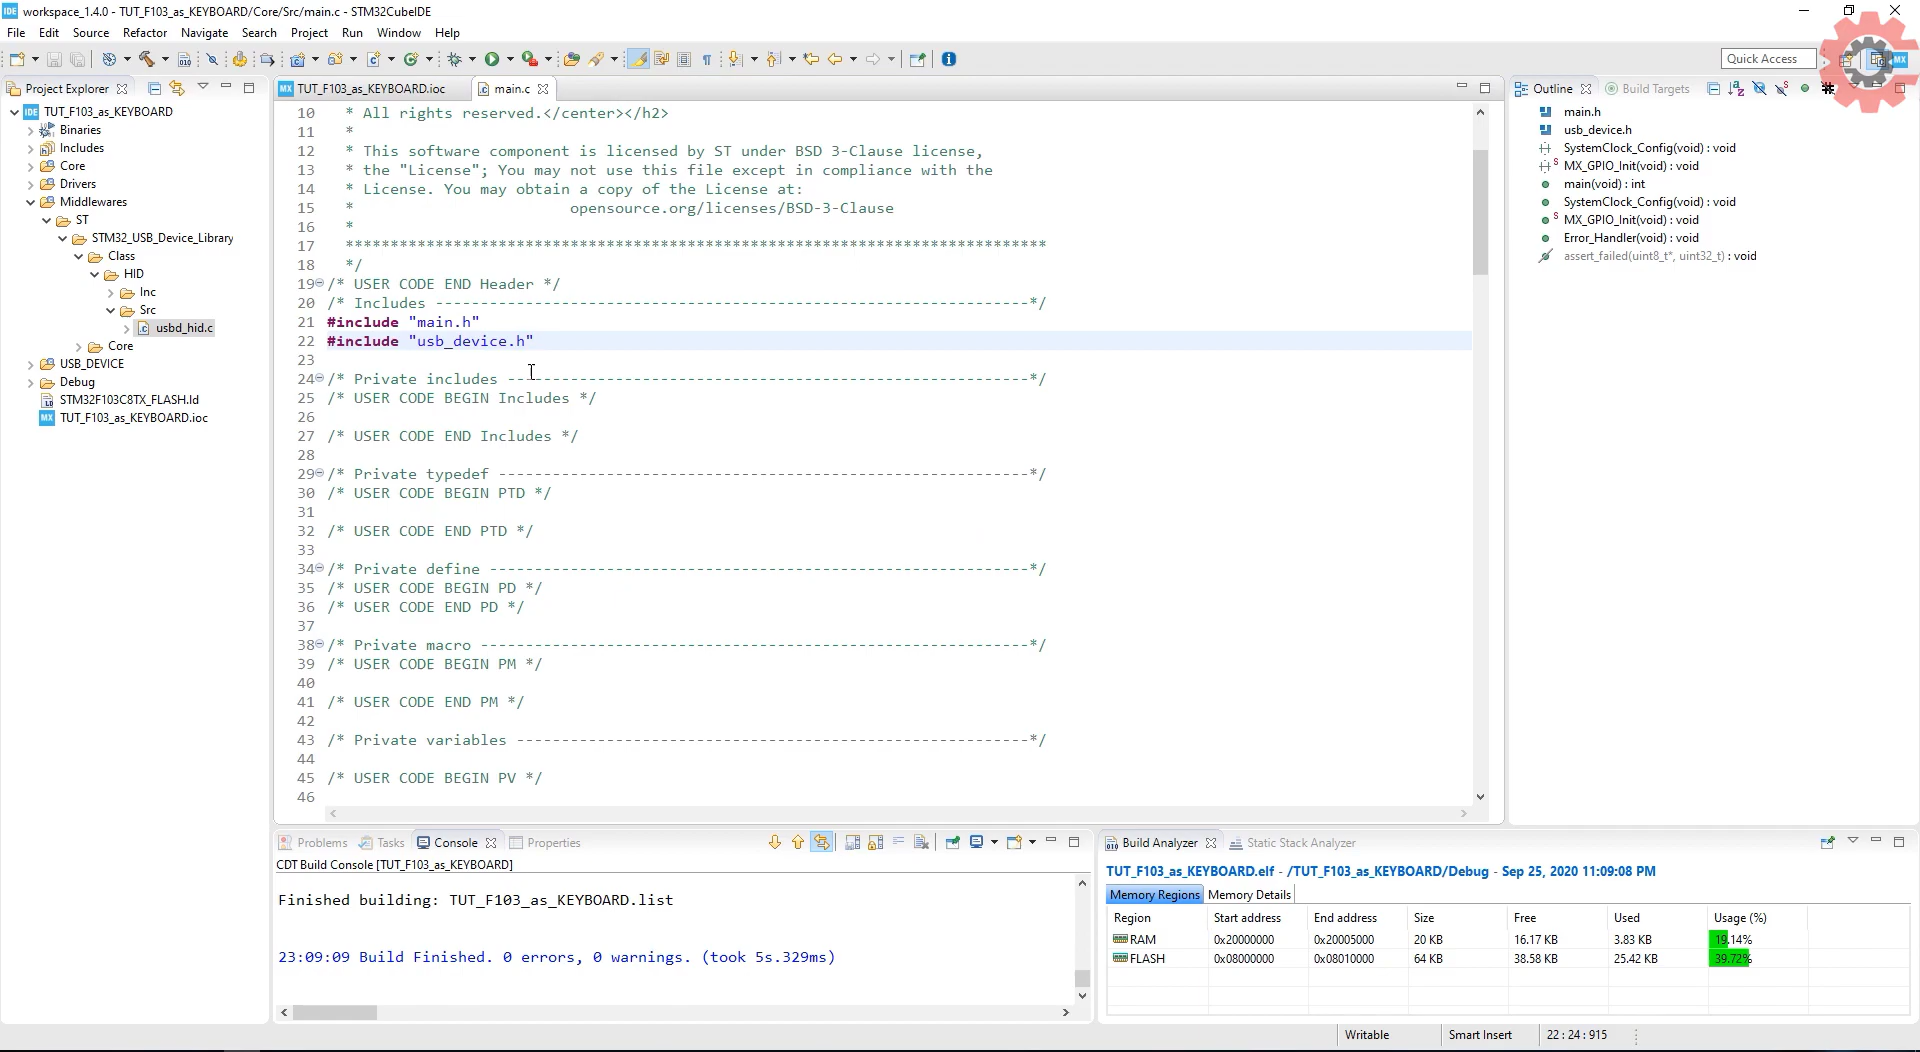 workspace_1.4.0 - TUT_F103_as_KEYBOARD/Core/Src/main.c - STM32CubeIDE
File Edit Source Refactor Navigate Search Project Run Window Help
Quick Access
Project Explorer
TUT_F103_as_KEYBOARD
Binaries
Includes
Core
Drivers
Middlewares
ST
STM32_USB_Device_Library
Class
HID
Inc
Src
usbd_hid.c
Core
USB_DEVICE
Debug
STM32F103C8TX_FLASH.ld
TUT_F103_as_KEYBOARD.ioc
TUT_F103_as_KEYBOARD.ioc main.c
10 * All rights reserved.</center></h2>
11 *
12 * This software component is licensed by ST under BSD 3-Clause license,
13 * the "License"; You may not use this file except in compliance with the
14 * License. You may obtain a copy of the License at:
15 * opensource.org/licenses/BSD-3-Clause
16 *
17 ******************************************************************************
18 */
19 /* USER CODE END Header */
20 /* Includes ------------------------------------------------------------------*/
21 #include "main.h"
22 #include "usb_device.h"
23
24 /* Private includes ----------------------------------------------------------*/
25 /* USER CODE BEGIN Includes */
26
27 /* USER CODE END Includes */
28
29 /* Private typedef -----------------------------------------------------------*/
30 /* USER CODE BEGIN PTD */
31
32 /* USER CODE END PTD */
33
34 /* Private define ------------------------------------------------------------*/
35 /* USER CODE BEGIN PD */
36 /* USER CODE END PD */
37
38 /* Private macro -------------------------------------------------------------*/
39 /* USER CODE BEGIN PM */
40
41 /* USER CODE END PM */
42
43 /* Private variables ---------------------------------------------------------*/
44
45 /* USER CODE BEGIN PV */
46
Outline Build Targets
main.h
usb_device.h
SystemClock_Config(void) : void
MX_GPIO_Init(void) : void
main(void) : int
SystemClock_Config(void) : void
MX_GPIO_Init(void) : void
Error_Handler(void) : void
assert_failed(uint8_t*, uint32_t) : void
Problems Tasks Console Properties
CDT Build Console [TUT_F103_as_KEYBOARD]
Finished building: TUT_F103_as_KEYBOARD.list
23:09:09 Build Finished. 0 errors, 0 warnings. (took 5s.329ms)
Build Analyzer Static Stack Analyzer
TUT_F103_as_KEYBOARD.elf - /TUT_F103_as_KEYBOARD/Debug - Sep 25, 2020 11:09:08 PM
Memory Regions Memory Details
Region Start address End address Size Free Used Usage (%)
RAM 0x20000000 0x20005000 20 KB 16.17 KB 3.83 KB 19.14%
FLASH 0x08000000 0x08010000 64 KB 38.58 KB 25.42 KB 39.72%
Writable Smart Insert 22 : 24 : 915